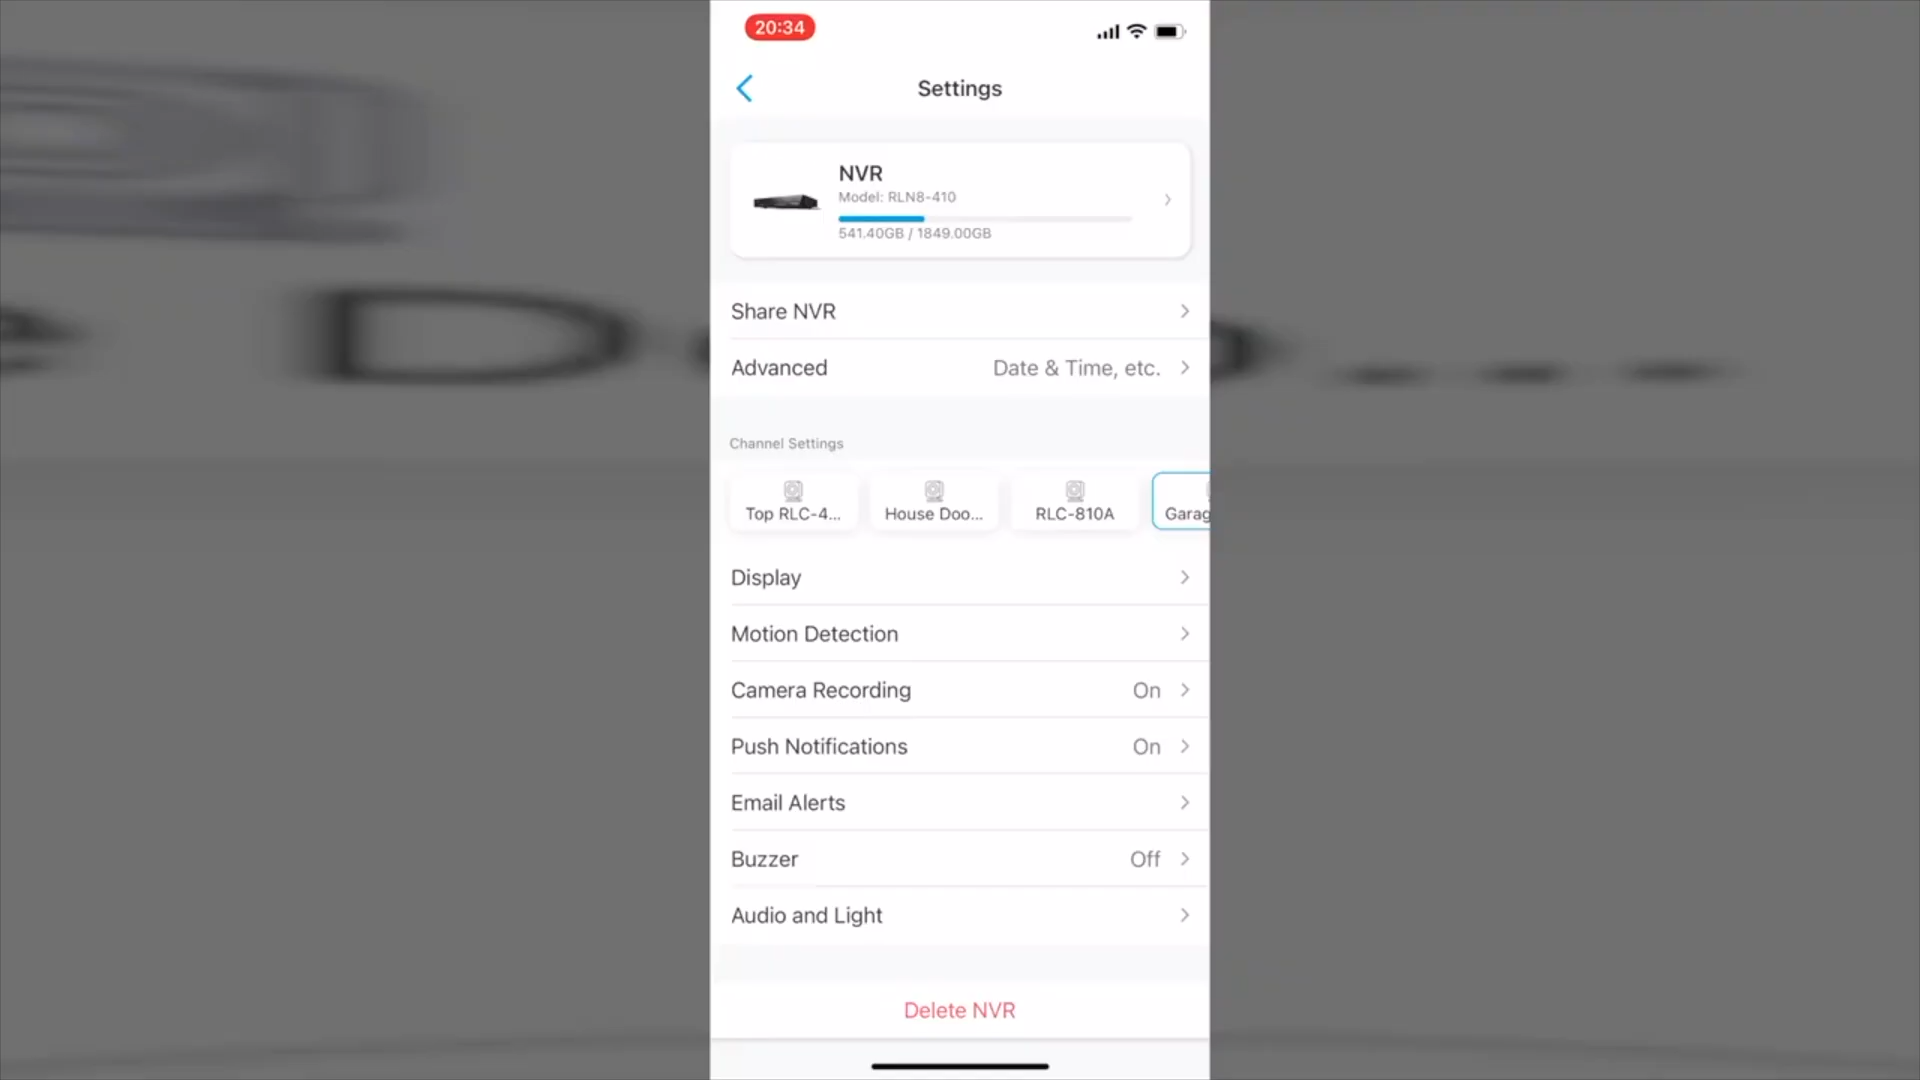 20:34
Settings
NVR
Model: RLN8-410
541.40GB / 1849.00GB
Share NVR
Advanced Date & Time, etc.
Channel Settings
Top RLC-4... House Doo... RLC-810A Garag
Display
Motion Detection
Camera Recording On
Push Notifications On
Email Alerts
Buzzer Off
Audio and Light
Delete NVR